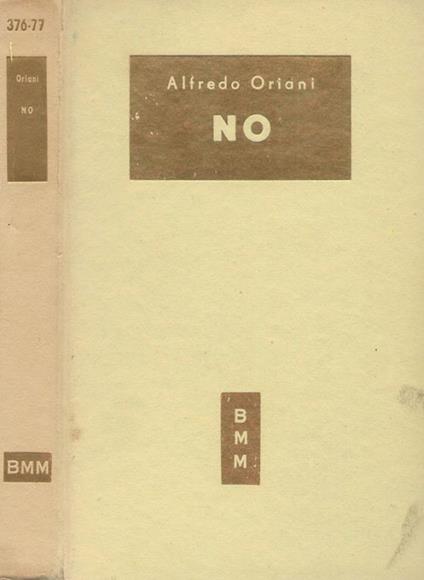 376-77
Oriani
NO
BMM
Alfredo Oriani
NO
B
M
M